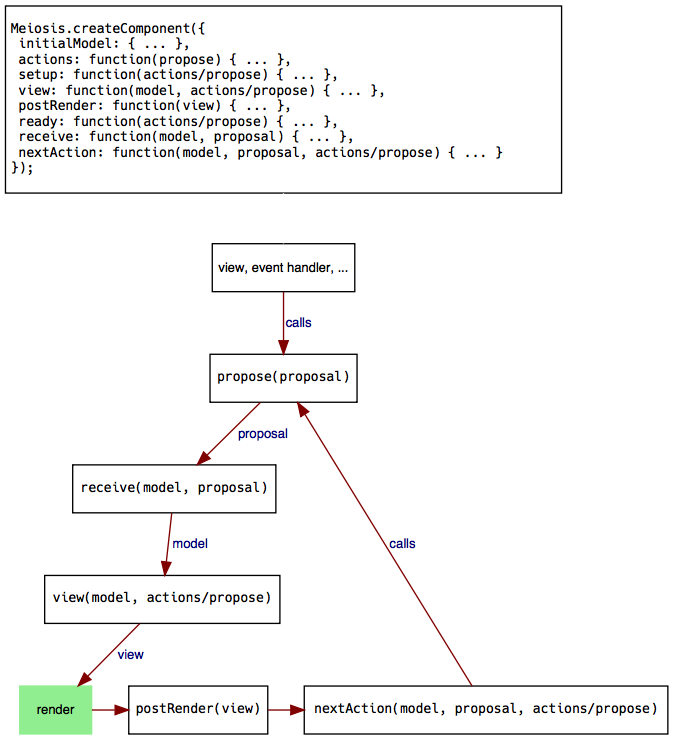 Meiosis.createComponent({
initialModel: { ... },
actions: function(propose) { ... },
setup: function(actions/propose) { ... },
view: function(model, actions/propose) { ... },
postRender: function(view) { ... },
ready: function(actions/propose) { ... },
receive: function(model, proposal) { ... },
nextAction: function(model, proposal, actions/propose) { ... }
});
view, event handler, ...
calls
propose(proposal)
proposal
receive(model, proposal)
model
calls
view(model, actions/propose)
view
render
postRender(view)
nextAction(model, proposal, actions/propose)